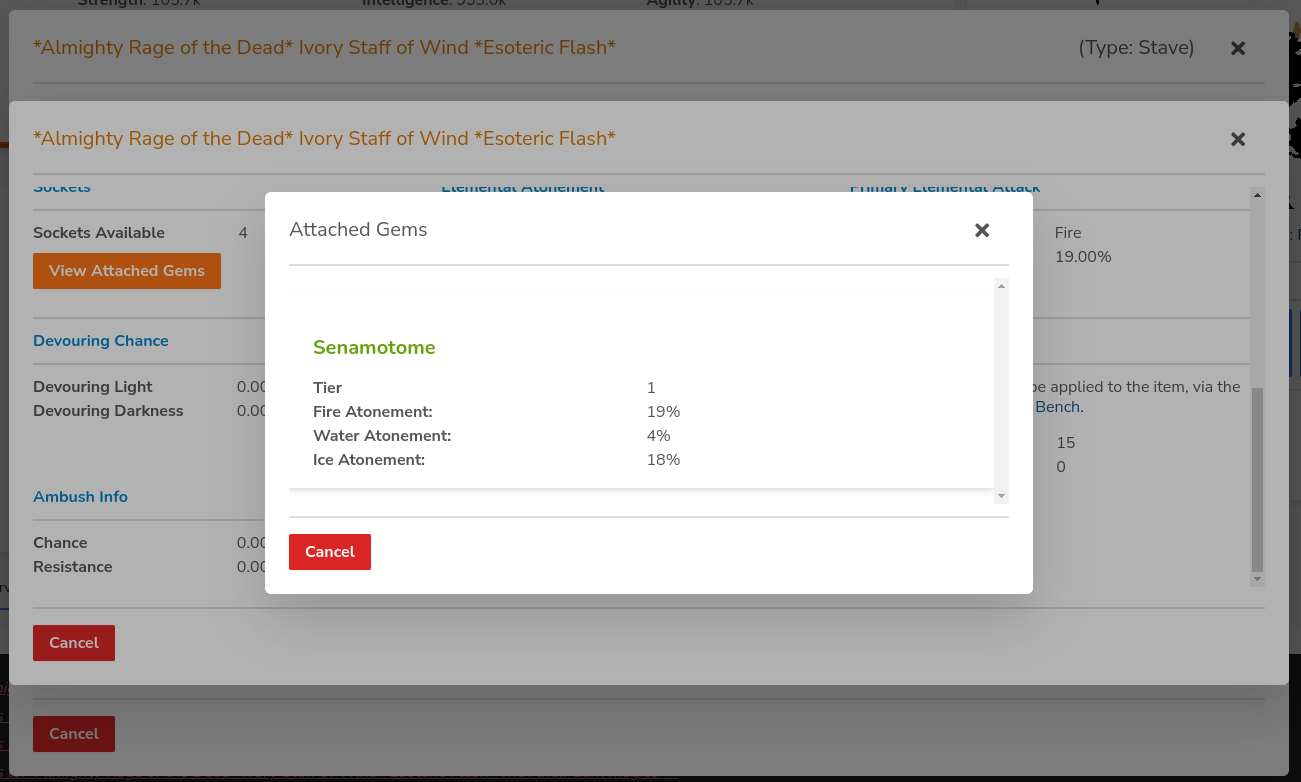 Strength: 105.7k Intelligence: 933.0k Agility: 105.7k
*Almighty Rage of the Dead* Ivory Staff of Wind *Esoteric Flash* (Type: Stave)
*Almighty Rage of the Dead* Ivory Staff of Wind *Esoteric Flash*
Sockets Elemental Atonement Primary Elemental Attack
Attached Gems
Sockets Available 4 Fire
View Attached Gems 19.00%
Devouring Chance
Senamotome
Devouring Light 0.00 be applied to the item, via the
Tier 1
Devouring Darkness 0.00 Bench.
Fire Atonement: 19%
Water Atonement: 4%
15
Ice Atonement: 18%
0
Ambush Info
Chance 0.00
Cancel
Resistance 0.00
Cancel
Cancel